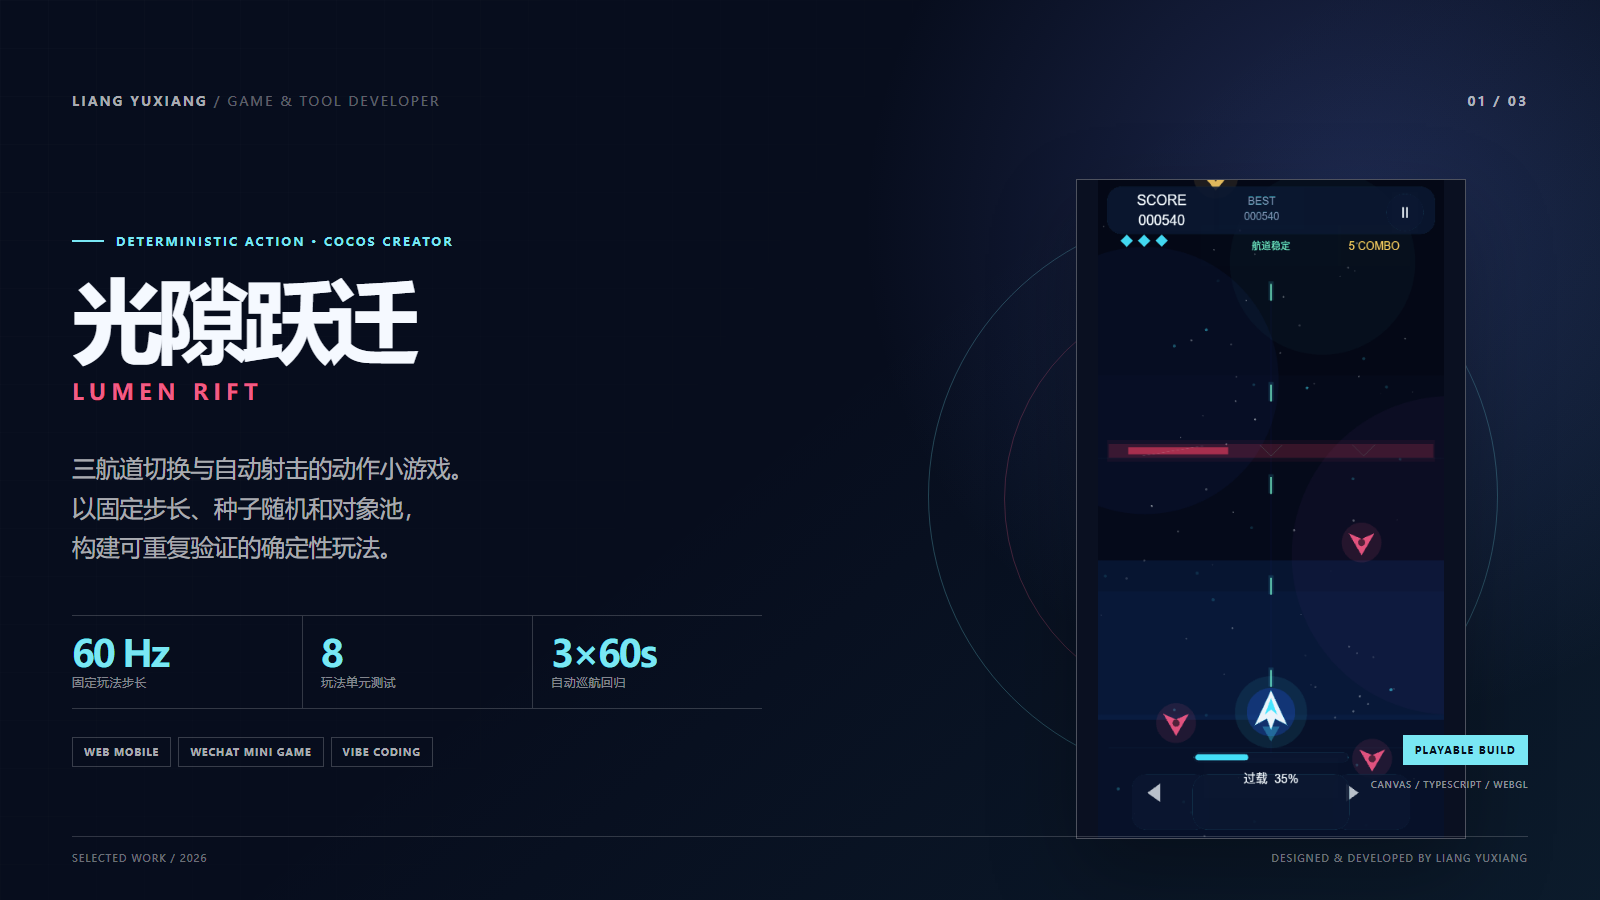 LIANG YUXIANG / GAME & TOOL DEVELOPER
01 / 03
DETERMINISTIC ACTION • COCOS CREATOR
光隙跃迁
LUMEN RIFT
三航道切换与自动射击的动作小游戏。
以固定步长、种子随机和对象池，
构建可重复验证的确定性玩法。
60 Hz
固定玩法步长
8
玩法单元测试
3×60s
自动巡航回归
WEB MOBILE
WECHAT MINI GAME
VIBE CODING
SCORE
000540
BEST
000540
航道稳定
5 COMBO
过载 35%
PLAYABLE BUILD
CANVAS / TYPESCRIPT / WEBGL
SELECTED WORK / 2026
DESIGNED & DEVELOPED BY LIANG YUXIANG